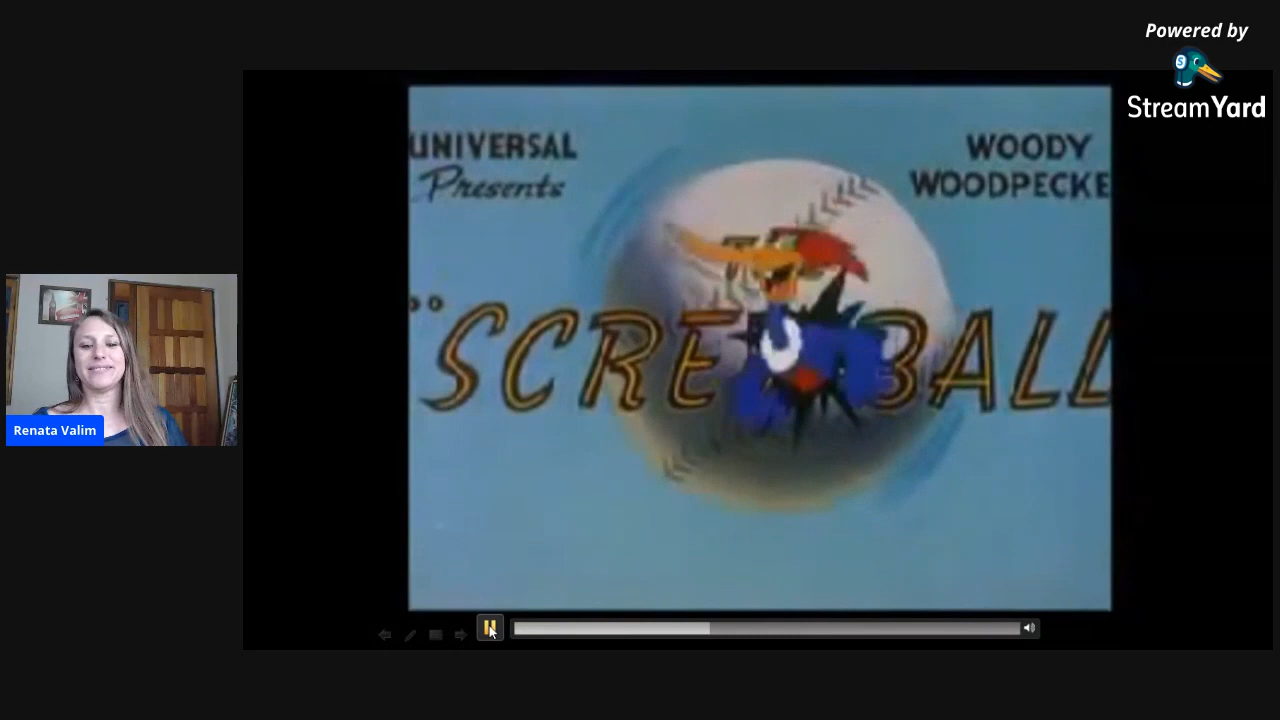 Powered by
StreamYard
UNIVERSAL
Presents
WOODY
WOODPECKE
"SCRE BALL
Renata Valim